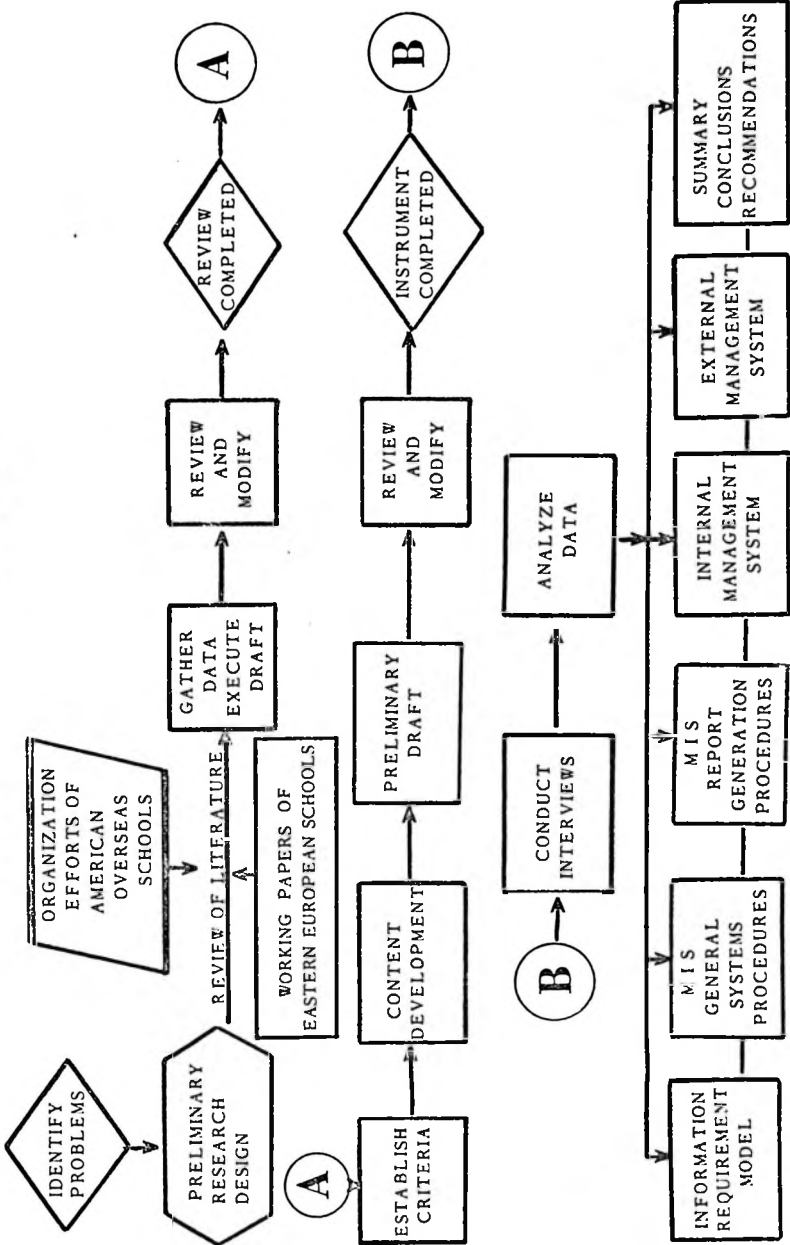 IDENTIFY
PROBLEMS
PRELIMINARY
RESEARCH
DESIGN
ORGANIZATION
EFFORTS OF
AMERICAN
OVERSEAS
SCHOOLS
REVIEW OF LITERATURE
WORKING PAPERS OF
EASTERN EUROPEAN SCHOOLS
GATHER
DATA
EXECUTE
DRAFT
REVIEW
AND
MODIFY
REVIEW
COMPLETED
A
A
ESTABLISH
CRITERIA
CONTENT
DEVELOPMENT
PRELIMINARY
DRAFT
REVIEW
AND
MODIFY
INSTRUMENT
COMPLETED
B
B
CONDUCT
INTERVIEWS
ANALYZE
DATA
INFORMATION
REQUIREMENT
MODEL
MIS
GENERAL
SYSTEMS
PROCEDURES
MIS
REPORT
GENERATION
PROCEDURES
INTERNAL
MANAGEMENT
SYSTEM
EXTERNAL
MANAGEMENT
SYSTEM
SUMMARY
CONCLUSIONS
RECOMMENDATIONS